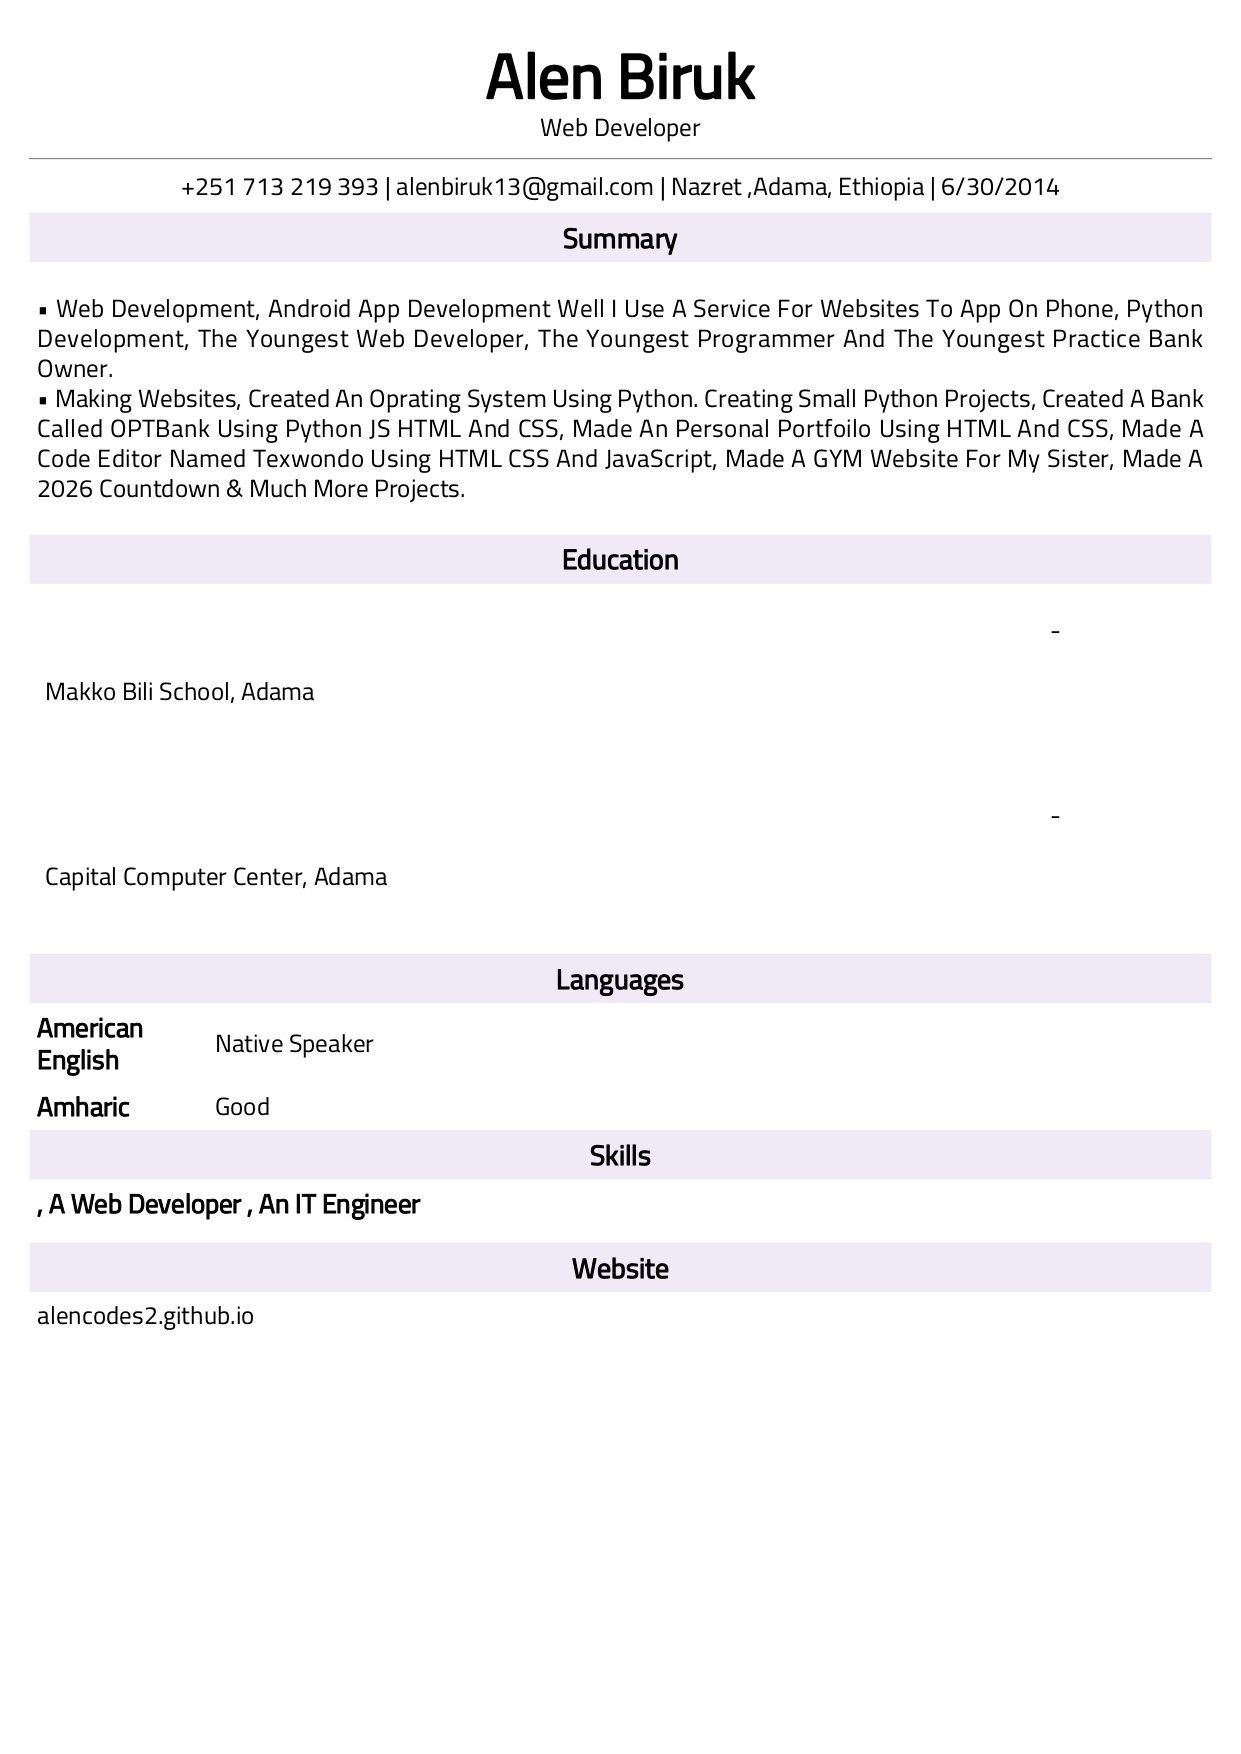 Alen Biruk
Web Developer
+251 713 219 393 | alenbiruk13@gmail.com | Nazret ,Adama, Ethiopia | 6/30/2014
Summary
▪ Web Development, Android App Development Well I Use A Service For Websites To App On Phone, Python
Development, The Youngest Web Developer, The Youngest Programmer And The Youngest Practice Bank
Owner.
▪ Making Websites, Created An Oprating System Using Python. Creating Small Python Projects, Created A Bank
Called OPTBank Using Python JS HTML And CSS, Made An Personal Portfoilo Using HTML And CSS, Made A
Code Editor Named Texwondo Using HTML CSS And JavaScript, Made A GYM Website For My Sister, Made A
2026 Countdown & Much More Projects.
Education
-
Makko Bili School, Adama
-
Capital Computer Center, Adama
Languages
American
English
Native Speaker
Amharic Good
Skills
, A Web Developer , An IT Engineer
Website
alencodes2.github.io